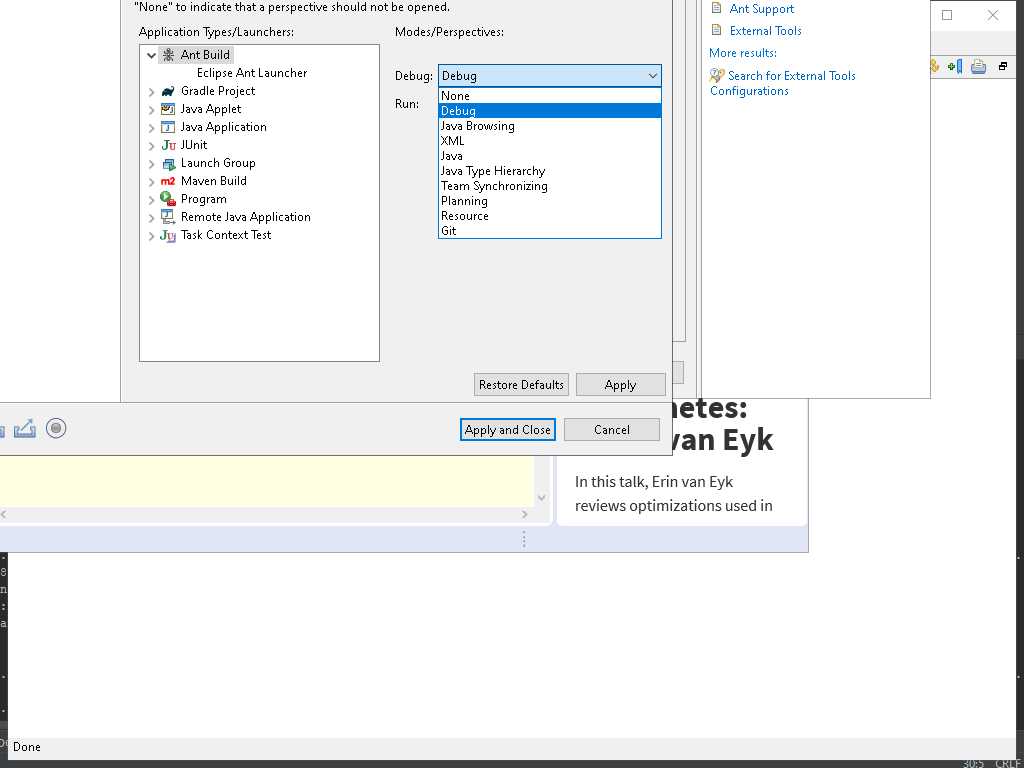 "None" to indicate that a perspective should not be opened.
Application Types/Launchers:
Modes/Perspectives:
Ant Build
Eclipse Ant Launcher
Gradle Project
Java Applet
Java Application
JUnit
Launch Group
Maven Build
Program
Remote Java Application
Task Context Test
Debug:
Debug
Run:
None
Debug
Java Browsing
XML
Java
Java Type Hierarchy
Team Synchronizing
Planning
Resource
Git
Restore Defaults
Apply
Apply and Close
Cancel
Ant Support
External Tools
More results:
Search for External Tools
Configurations
etes:
van Eyk
In this talk, Erin van Eyk
reviews optimizations used in
Done
30:5 CRLF